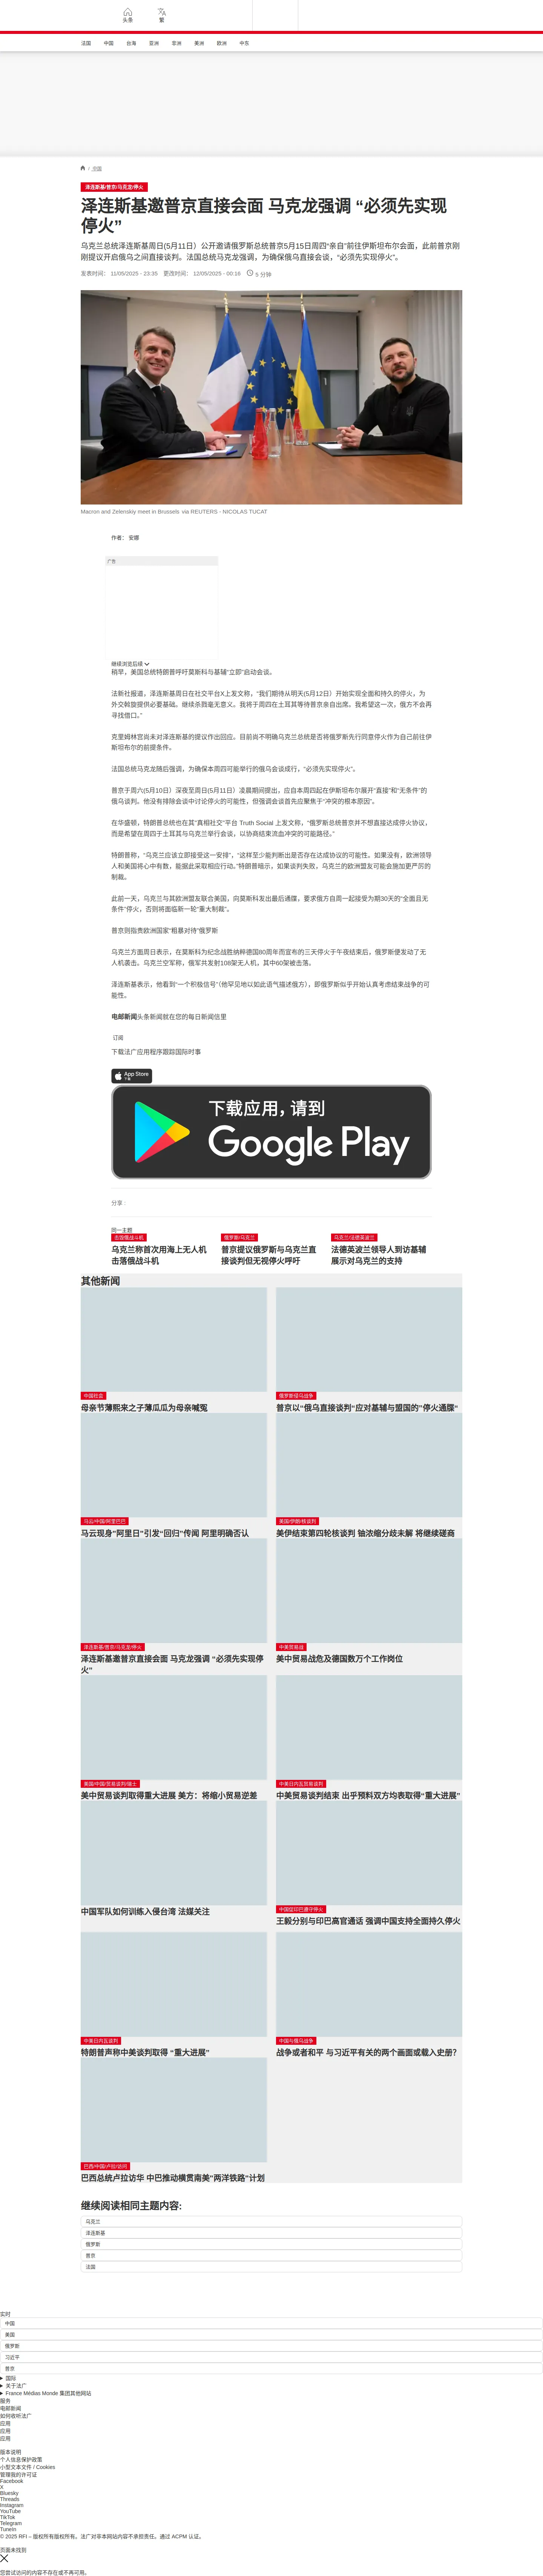 头条
繁
法国 中国 台海 亚洲 非洲 美洲 欧洲 中东
/ 中国
泽连斯基/普京/马克龙/停火
泽连斯基邀普京直接会面 马克龙强调 “必须先实现
停火”
乌克兰总统泽连斯基周日(5月11日）公开邀请俄罗斯总统普京5月15日周四“亲自”前往伊斯坦布尔会面，此前普京刚
刚提议开启俄乌之间直接谈判。法国总统马克龙强调，为确保俄乌直接会谈，“必须先实现停火”。
发表时间： 11/05/2025 - 23:35 更改时间： 12/05/2025 - 00:16 5 分钟
Macron and Zelenskiy meet in Brussels via REUTERS - NICOLAS TUCAT
作者： 安娜
广告
继续浏览后续
稍早，美国总统特朗普呼吁莫斯科与基辅“立即”启动会谈。
法新社报道，泽连斯基周日在社交平台X上发文称，“我们期待从明天(5月12日）开始实现全面和持久的停火，为
外交斡旋提供必要基础。继续杀戮毫无意义。我将于周四在土耳其等待普京亲自出席。我希望这一次，俄方不会再
寻找借口。”
克里姆林宫尚未对泽连斯基的提议作出回应。目前尚不明确乌克兰总统是否将俄罗斯先行同意停火作为自己前往伊
斯坦布尔的前提条件。
法国总统马克龙随后强调，为确保本周四可能举行的俄乌会谈成行，“必须先实现停火”。
普京于周六(5月10日）深夜至周日(5月11日）凌晨期间提出，应自本周四起在伊斯坦布尔展开“直接”和“无条件”的
俄乌谈判。他没有排除会谈中讨论停火的可能性，但强调会谈首先应聚焦于“冲突的根本原因”。
在华盛顿，特朗普总统也在其“真相社交”平台 Truth Social 上发文称，“俄罗斯总统普京并不想直接达成停火协议，
而是希望在周四于土耳其与乌克兰举行会谈，以协商结束流血冲突的可能路径。”
特朗普称，“乌克兰应该立即接受这一安排”，“这样至少能判断出是否存在达成协议的可能性。如果没有，欧洲领导
人和美国将心中有数，能据此采取相应行动。”特朗普暗示，如果谈判失败，乌克兰的欧洲盟友可能会施加更严厉的
制裁。
此前一天，乌克兰与其欧洲盟友联合美国，向莫斯科发出最后通牒，要求俄方自周一起接受为期30天的“全面且无
条件”停火，否则将面临新一轮“重大制裁”。
普京则指责欧洲国家“粗暴对待”俄罗斯
乌克兰方面周日表示，在莫斯科为纪念战胜纳粹德国80周年而宣布的三天停火于午夜结束后，俄罗斯便发动了无
人机袭击。乌克兰空军称，俄军共发射108架无人机，其中60架被击落。
泽连斯基表示，他看到“一个积极信号”（他罕见地以如此语气描述俄方），即俄罗斯似乎开始认真考虑结束战争的可
能性。
电邮新闻头条新闻就在您的每日新闻信里
订阅
下载法广应用程序跟踪国际时事
App Store
下载
下载应用，请到
Google Play
分享 :
同一主题
击毁俄战斗机
乌克兰称首次用海上无人机
击落俄战斗机
俄罗斯/乌克兰
普京提议俄罗斯与乌克兰直
接谈判但无视停火呼吁
乌克兰/法德英波兰
法德英波兰领导人到访基辅
展示对乌克兰的支持
其他新闻
中国社会
母亲节薄熙来之子薄瓜瓜为母亲喊冤
俄罗斯侵乌战争
普京以"俄乌直接谈判"应对基辅与盟国的"停火通牒"
马云/中国/阿里巴巴
马云现身“阿里日”引发“回归”传闻 阿里明确否认
美国/伊朗/核谈判
美伊结束第四轮核谈判 铀浓缩分歧未解 将继续磋商
泽连斯基/普京/马克龙/停火
泽连斯基邀普京直接会面 马克龙强调 “必须先实现停
火”
中美贸易战
美中贸易战危及德国数万个工作岗位
美国/中国/贸易谈判/瑞士
美中贸易谈判取得重大进展 美方：将缩小贸易逆差
中美日内瓦贸易谈判
中美贸易谈判结束 出乎预料双方均表取得“重大进展”
中国军队如何训练入侵台湾 法媒关注
中国促印巴遵守停火
王毅分别与印巴高官通话 强调中国支持全面持久停火
中美日内瓦谈判
特朗普声称中美谈判取得 “重大进展”
中国与俄乌战争
战争或者和平 与习近平有关的两个画面或载入史册？
巴西/中国/卢拉/访问
巴西总统卢拉访华 中巴推动横贯南美“两洋铁路”计划
继续阅读相同主题内容:
马克兰
泽连斯基
俄罗斯
普京
法国
实时
中国
美国
俄罗斯
习近平
普京
国际
关于法广
France Médias Monde 集团其他网站
服务
电邮新闻
如何收听法广
应用
应用
应用
版本说明
个人信息保护政策
小型文本文件 / Cookies
管理我的许可证
Facebook
X
Bluesky
Threads
Instagram
YouTube
TikTok
Telegram
TuneIn
© 2025 RFI – 版权所有版权所有。法广对非本网站内容不承担责任。通过 ACPM 认证。
页面未找到
您尝试访问的内容不存在或不再可用。